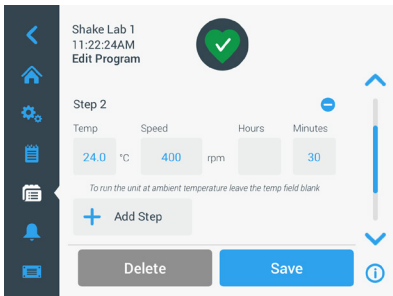 Shake Lab 1
11:22:24AM
Edit Program
Step 2
Temp Speed Hours Minutes
24.0 °C 400 rpm 30
To run the unit at ambient temperature leave the temp field blank
+ Add Step
Delete Save